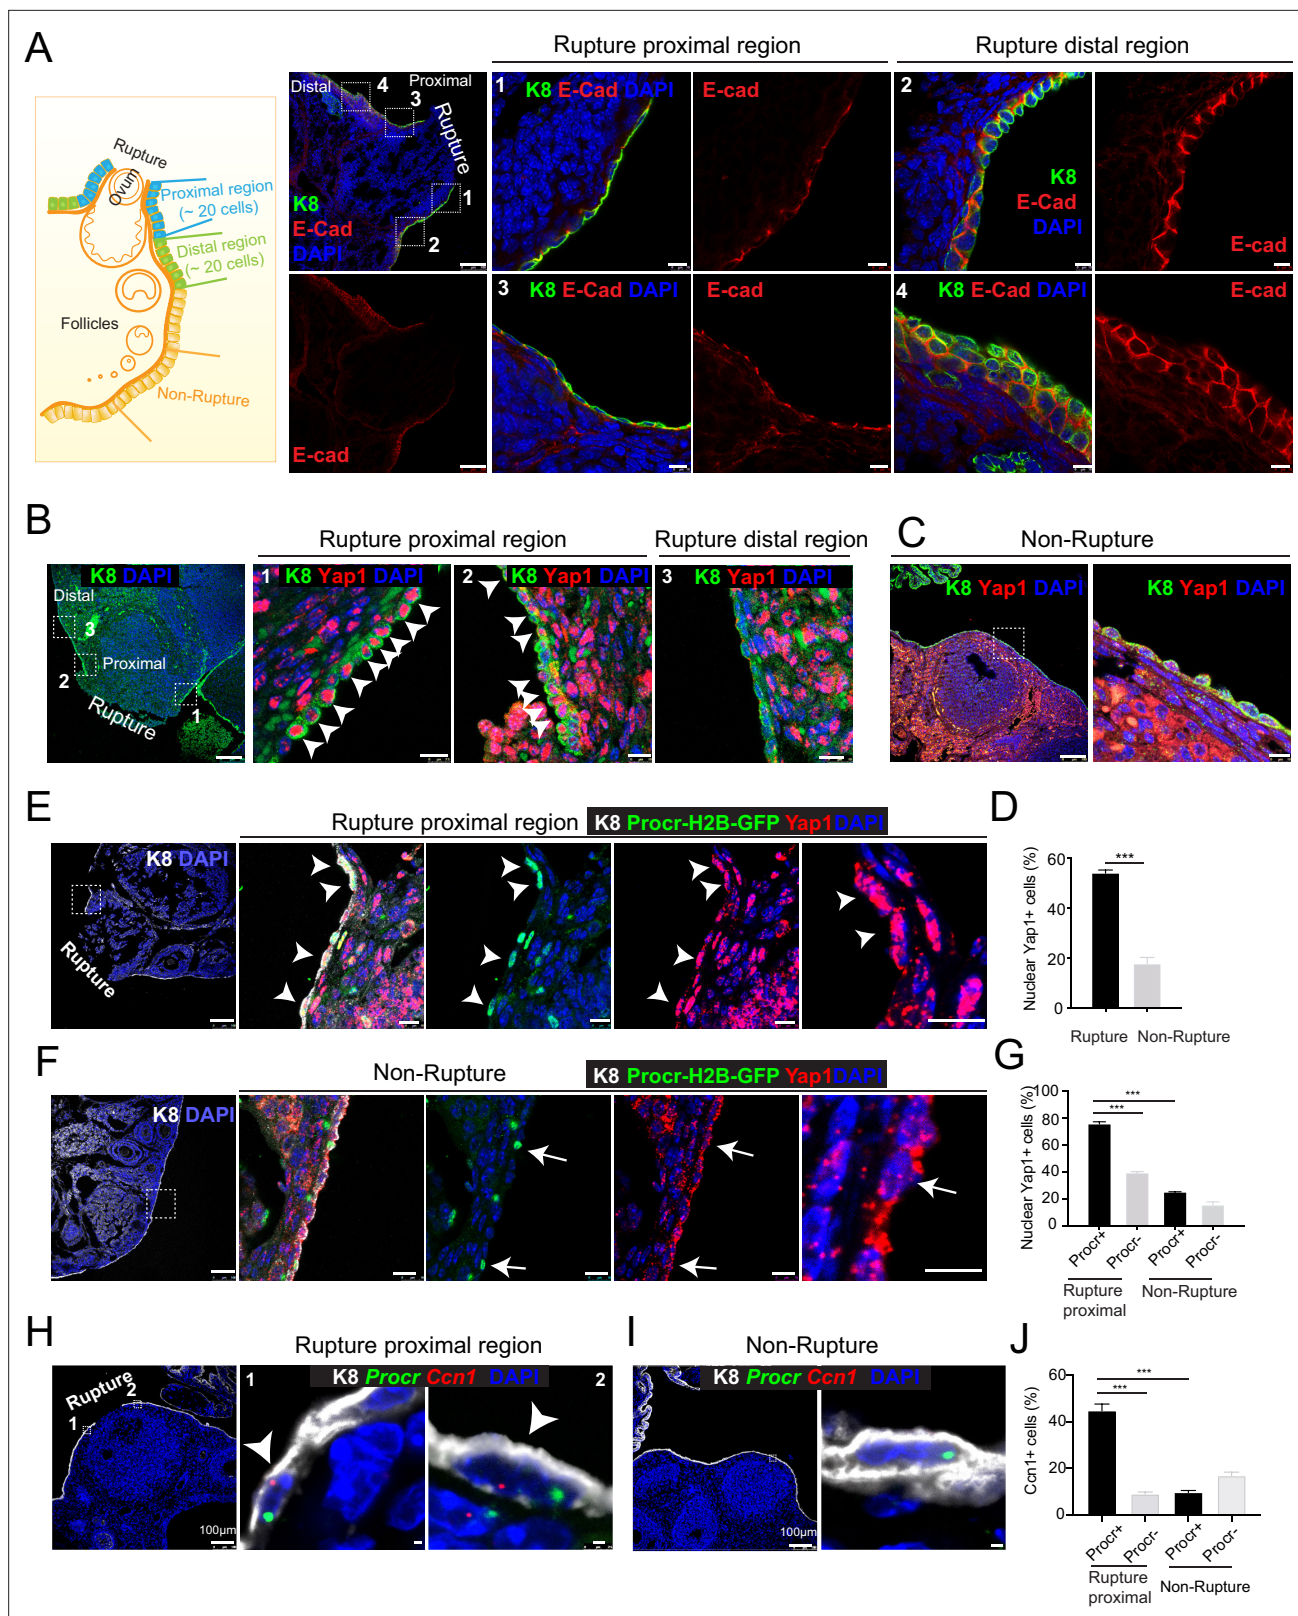 A
Rupture proximal region
Rupture distal region
Rupture
Ovum
Proximal region
(~ 20 cells)
Distal region
(~ 20 cells)
Follicles
Non-Rupture
Distal
4
Proximal
3
Rupture
1
2
K8
E-Cad
DAPI
E-cad
1
K8 E-Cad DAPI
E-cad
2
K8
E-Cad
DAPI
E-cad
3
K8 E-Cad DAPI
E-cad
4
K8 E-Cad DAPI
E-cad
B
Rupture proximal region
Rupture distal region
K8 DAPI
Distal
3
Proximal
2
1
Rupture
1
K8 Yap1 DAPI
2
K8 Yap1 DAPI
3
K8 Yap1 DAPI
C
Non-Rupture
K8 Yap1 DAPI
K8 Yap1 DAPI
E
Rupture proximal region
K8 Procr-H2B-GFP Yap1 DAPI
K8 DAPI
Rupture
D
Nuclear Yap1+ cells (%)
60
40
20
0
***
Rupture
Non-Rupture
F
Non-Rupture
K8 Procr-H2B-GFP Yap1 DAPI
K8 DAPI
G
Nuclear Yap1+ cells (%)
100
80
60
40
20
0
***
***
Procr+
Procr-
Procr+
Procr-
Rupture
proximal
Non-Rupture
H
Rupture proximal region
K8 Procr Ccn1 DAPI
Rupture
2
1
100μm
1
2
I
Non-Rupture
K8 Procr Ccn1 DAPI
100μm
J
Ccn1+ cells (%)
60
40
20
0
***
***
Procr+
Procr-
Procr+
Procr-
Rupture
proximal
Non-Rupture